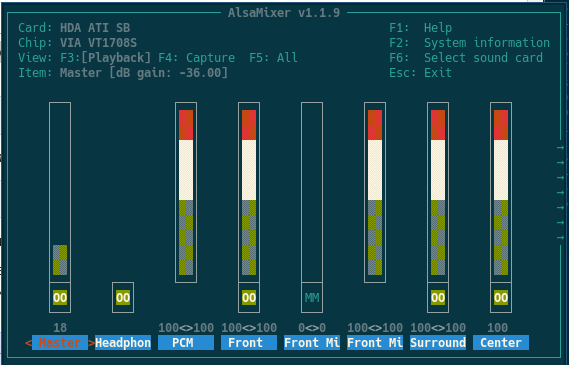 AlsaMixer v1.1.9
Card: HDA ATI SB F1: Help
Chip: VIA VT1708S F2: System information
View: F3:[Playback] F4: Capture F5: All F6: Select sound card
Item: Master [dB gain: -36.00] Esc: Exit
→
→
→
→
→
→
→
OO OO OO MM OO OO
18 100<>100 100<>100 0<>0 100<>100 100<>100 100
< Master >Headphon PCM Front Front Mi Front Mi Surround Center